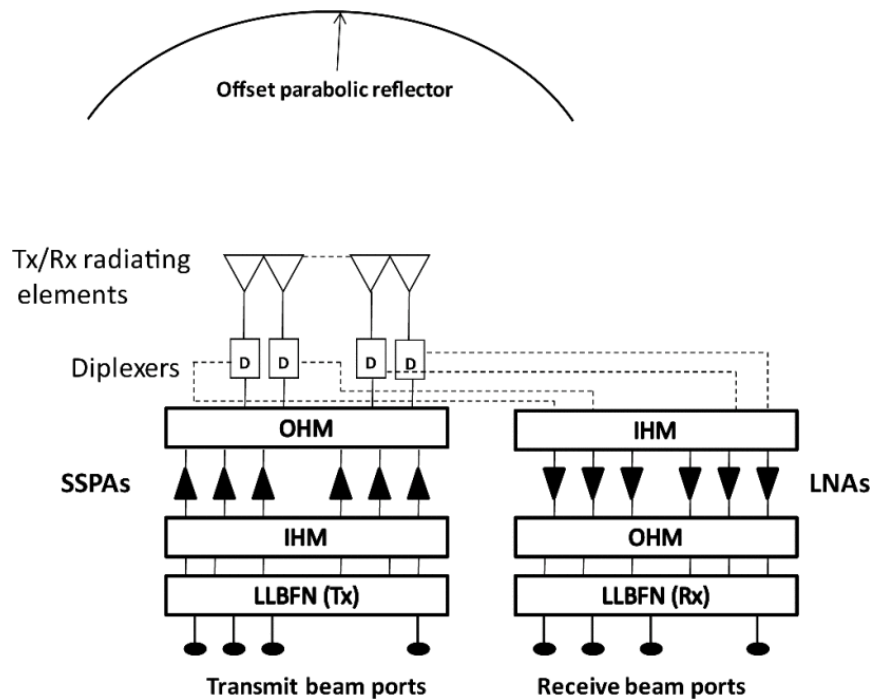 Offset parabolic reflector
Tx/Rx radiating
elements
Diplexers
D D D D
OHM IHM
SSPAs LNAs
IHM OHM
LLBFN (Tx) LLBFN (Rx)
Transmit beam ports Receive beam ports